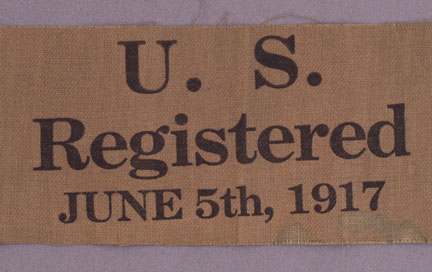 U. S.
Registered
JUNE 5th, 1917